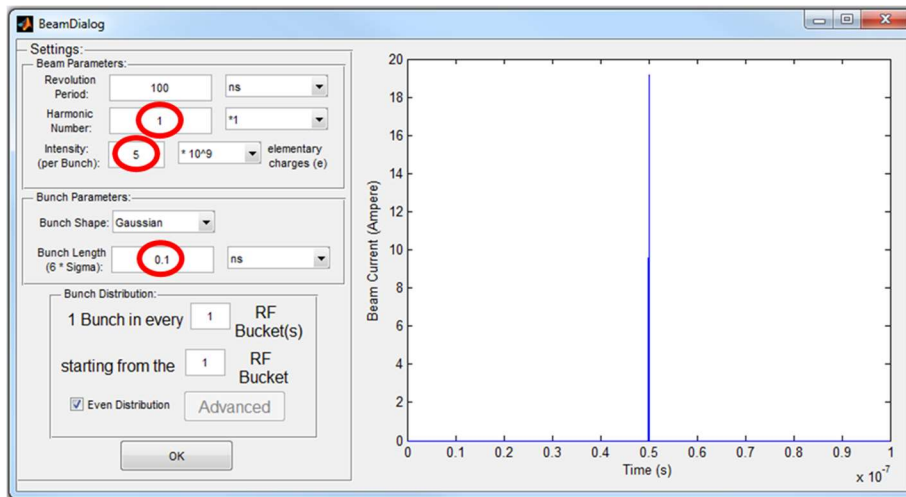 BeamDialog
Settings:
Beam Parameters:
Revolution
Period:
100
ns
Harmonic
Number:
1
*1
Intensity:
(per Bunch):
5
* 10^9
elementary
charges (e)
Bunch Parameters:
Bunch Shape: Gaussian
Bunch Length
(6 * Sigma):
0.1
ns
Bunch Distribution:
1 Bunch in every 1 RF
Bucket(s)
starting from the 1 RF
Bucket
Even Distribution
Advanced
OK
Beam Current (Ampere)
20
18
16
14
12
10
8
6
4
2
0
0 0.1 0.2 0.3 0.4 0.5 0.6 0.7 0.8 0.9 1
Time (s)
x 10^-7